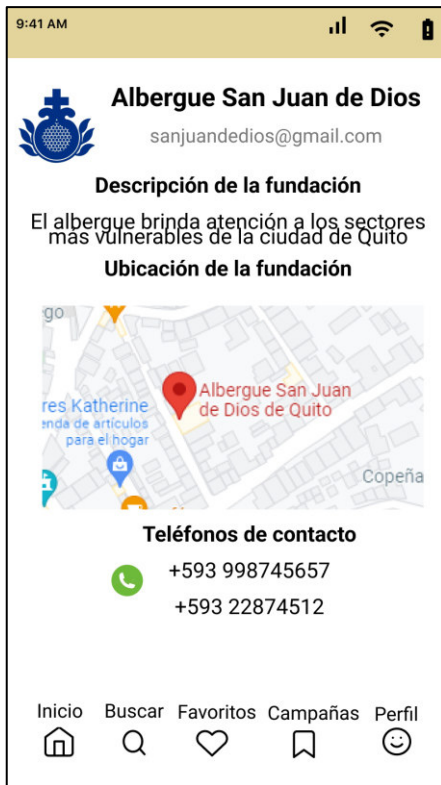 9:41 AM
Albergue San Juan de Dios
sanjuandedios@gmail.com
Descripción de la fundación
El albergue brinda atención a los sectores
más vulnerables de la ciudad de Quito
Ubicación de la fundación
go
Albergue San Juan
de Dios de Quito
res Katherine
enda de artículos
para el hogar
Copeña
Teléfonos de contacto
+593 998745657
+593 22874512
Inicio Buscar Favoritos Campañas Perfil